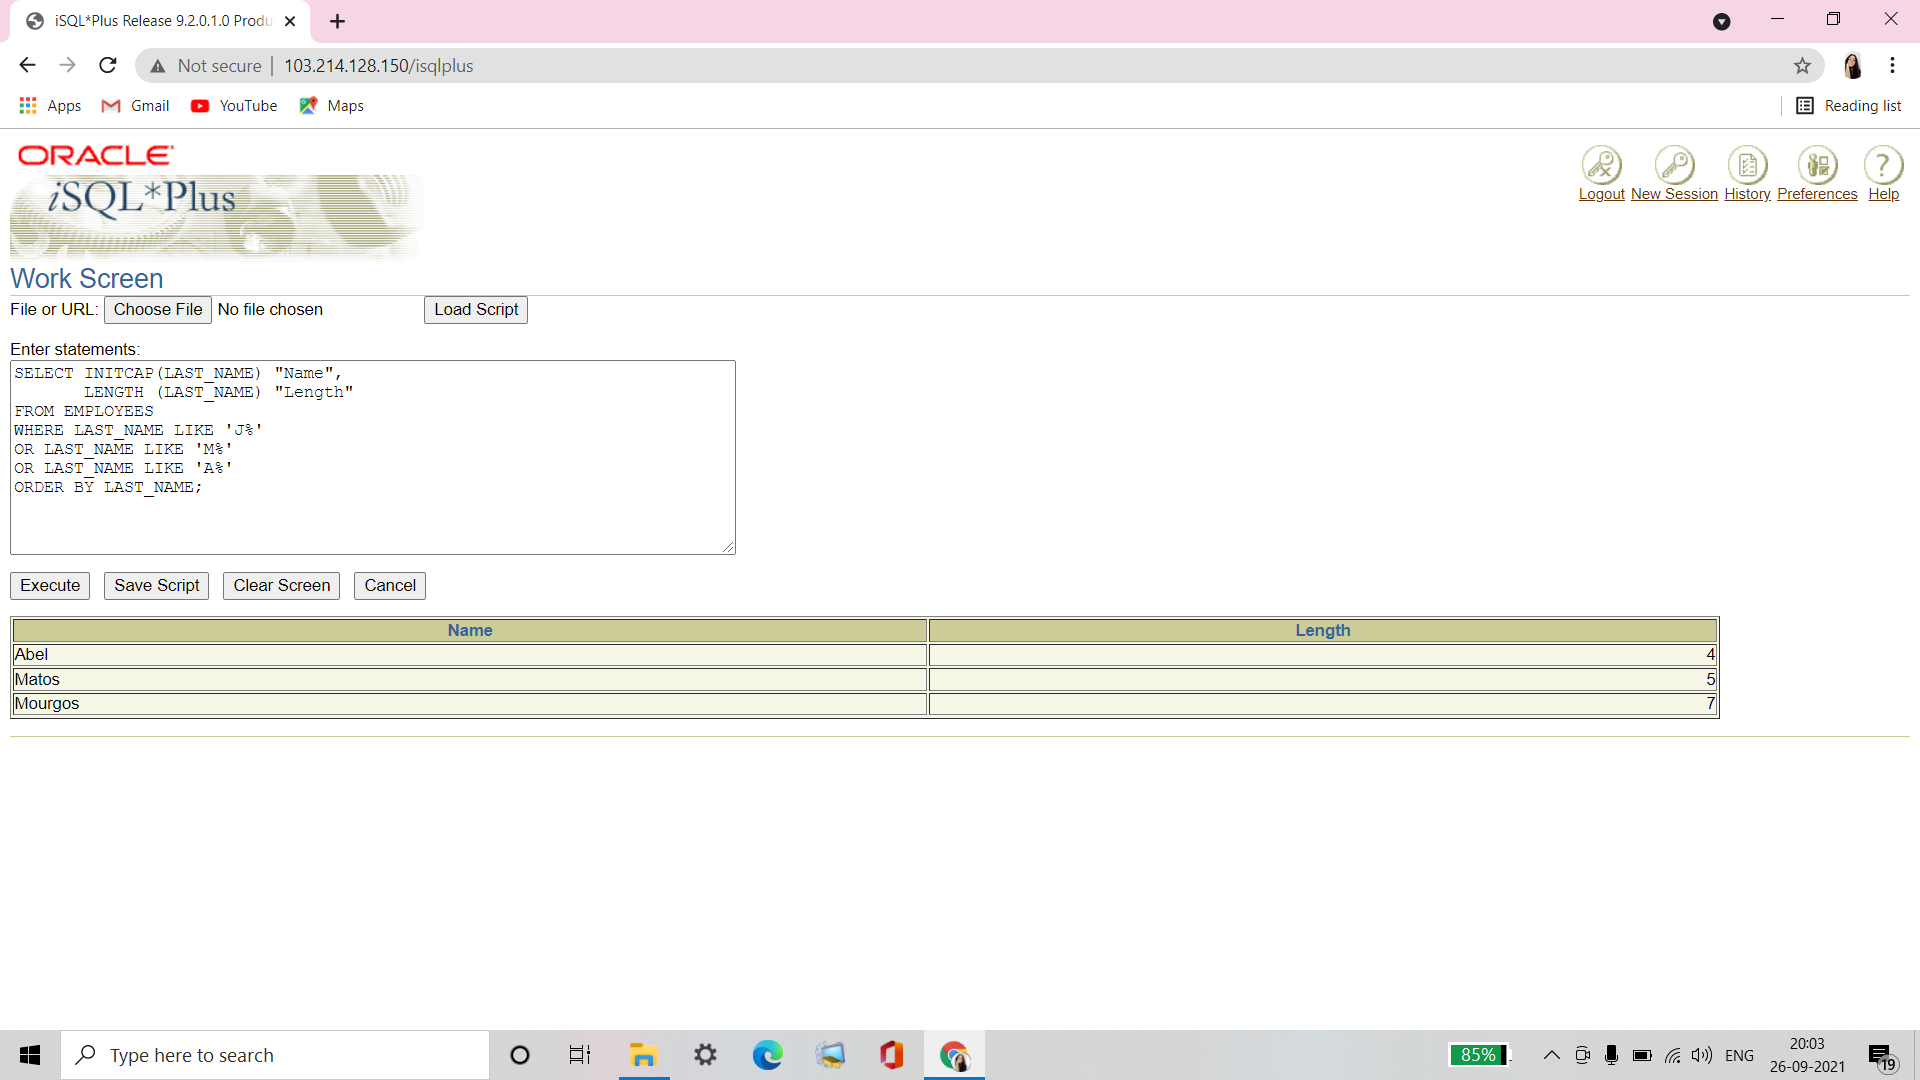 iSQL*Plus Release 9.2.0.1.0 Produ
Not secure | 103.214.128.150/isqlplus
Apps Gmail YouTube Maps Reading list
ORACLE
iSQL*Plus
Logout New Session History Preferences Help
Work Screen
File or URL: Choose File No file chosen Load Script
Enter statements:
SELECT INITCAP(LAST_NAME) "Name",
LENGTH (LAST_NAME) "Length"
FROM EMPLOYEES
WHERE LAST_NAME LIKE 'J%'
OR LAST_NAME LIKE 'M%'
OR LAST_NAME LIKE 'A%'
ORDER BY LAST_NAME;
Execute Save Script Clear Screen Cancel
Name Length
Abel 4
Matos 5
Mourgos 7
Type here to search
85%
ENG
20:03
26-09-2021
19